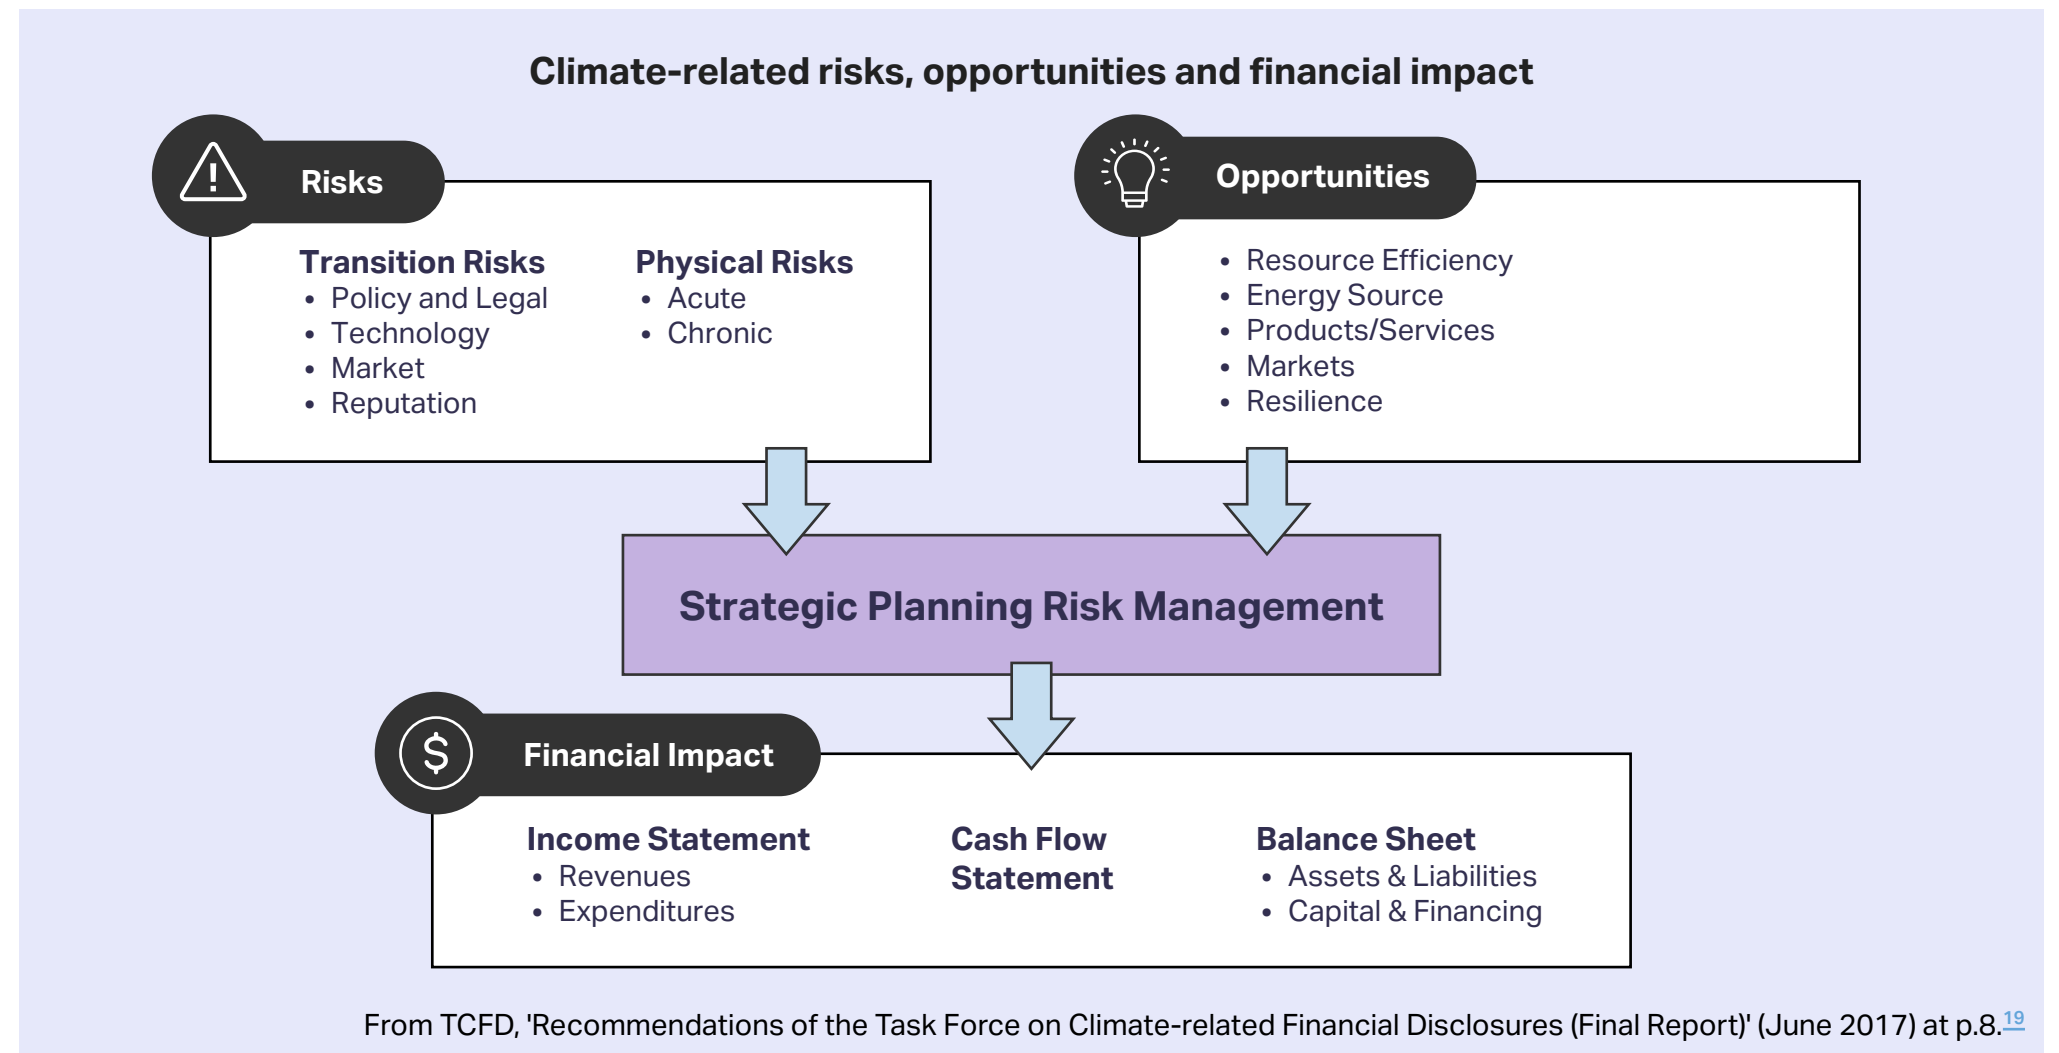 Climate-related risks, opportunities and financial impact
Risks
Transition Risks
• Policy and Legal
• Technology
• Market
• Reputation
Physical Risks
• Acute
• Chronic
Opportunities
• Resource Efficiency
• Energy Source
• Products/Services
• Markets
• Resilience
Strategic Planning Risk Management
$
Financial Impact
Income Statement
• Revenues
• Expenditures
Cash Flow
Statement
Balance Sheet
• Assets & Liabilities
• Capital & Financing
From TCFD, 'Recommendations of the Task Force on Climate-related Financial Disclosures (Final Report)' (June 2017) at p.8.19